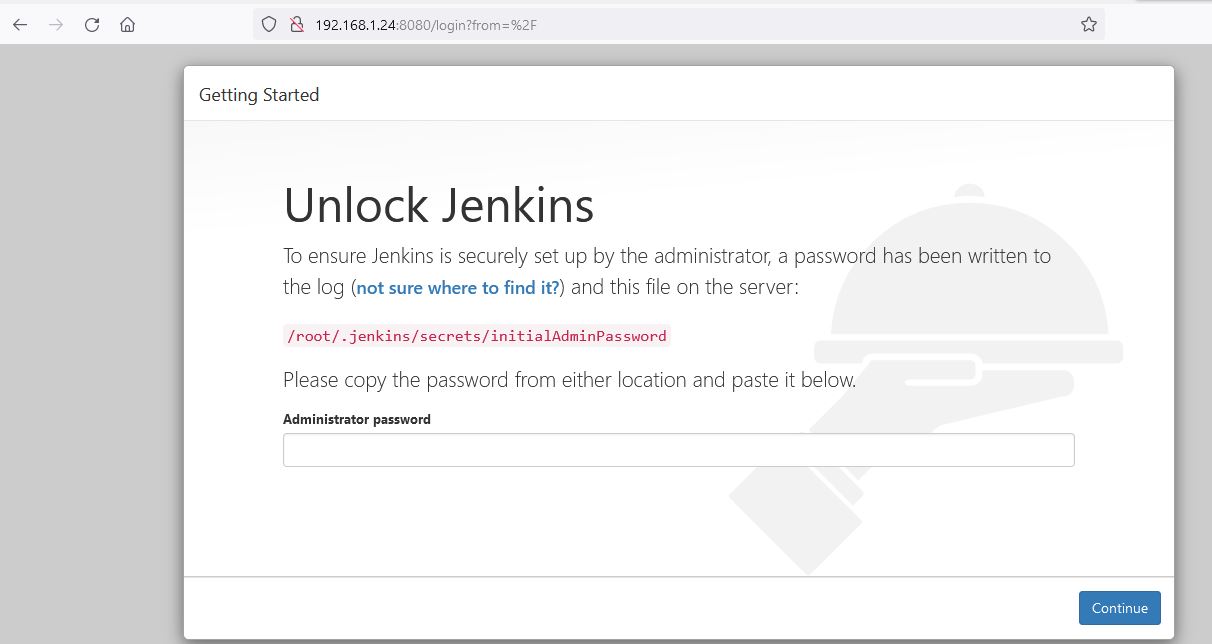 192.168.1.24:8080/login?from=%2F
Getting Started
Unlock Jenkins
To ensure Jenkins is securely set up by the administrator, a password has been written to
the log (not sure where to find it?) and this file on the server:
/root/.jenkins/secrets/initialAdminPassword
Please copy the password from either location and paste it below.
Administrator password
Continue